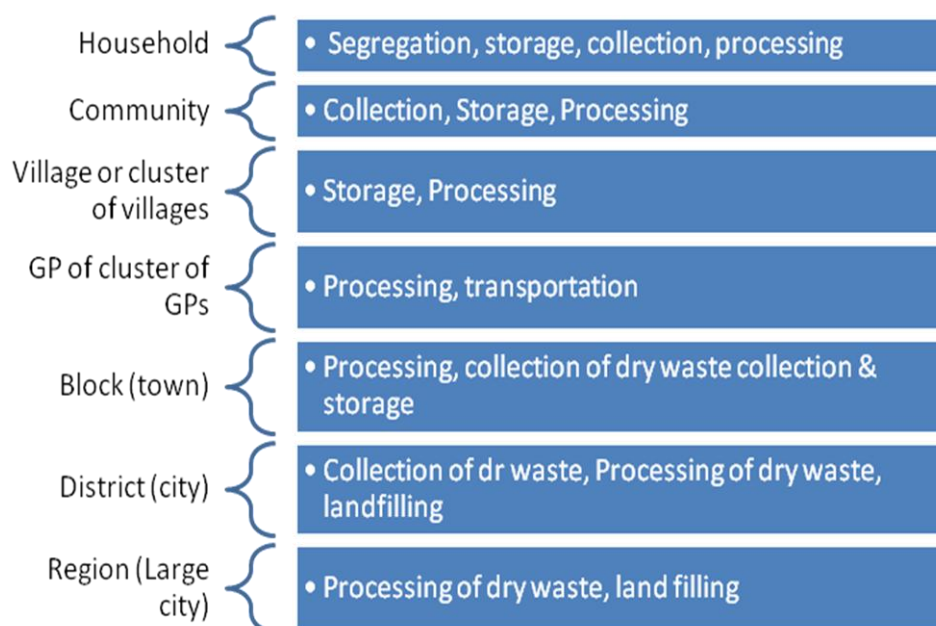 Household
• Segregation, storage, collection, processing
Community
• Collection, Storage, Processing
Village or cluster
of villages
• Storage, Processing
GP of cluster of
GPs
• Processing, transportation
Block (town)
• Processing, collection of dry waste collection &
storage
District (city)
• Collection of dr waste, Processing of dry waste,
landfilling
Region (Large
city)
• Processing of dry waste, land filling